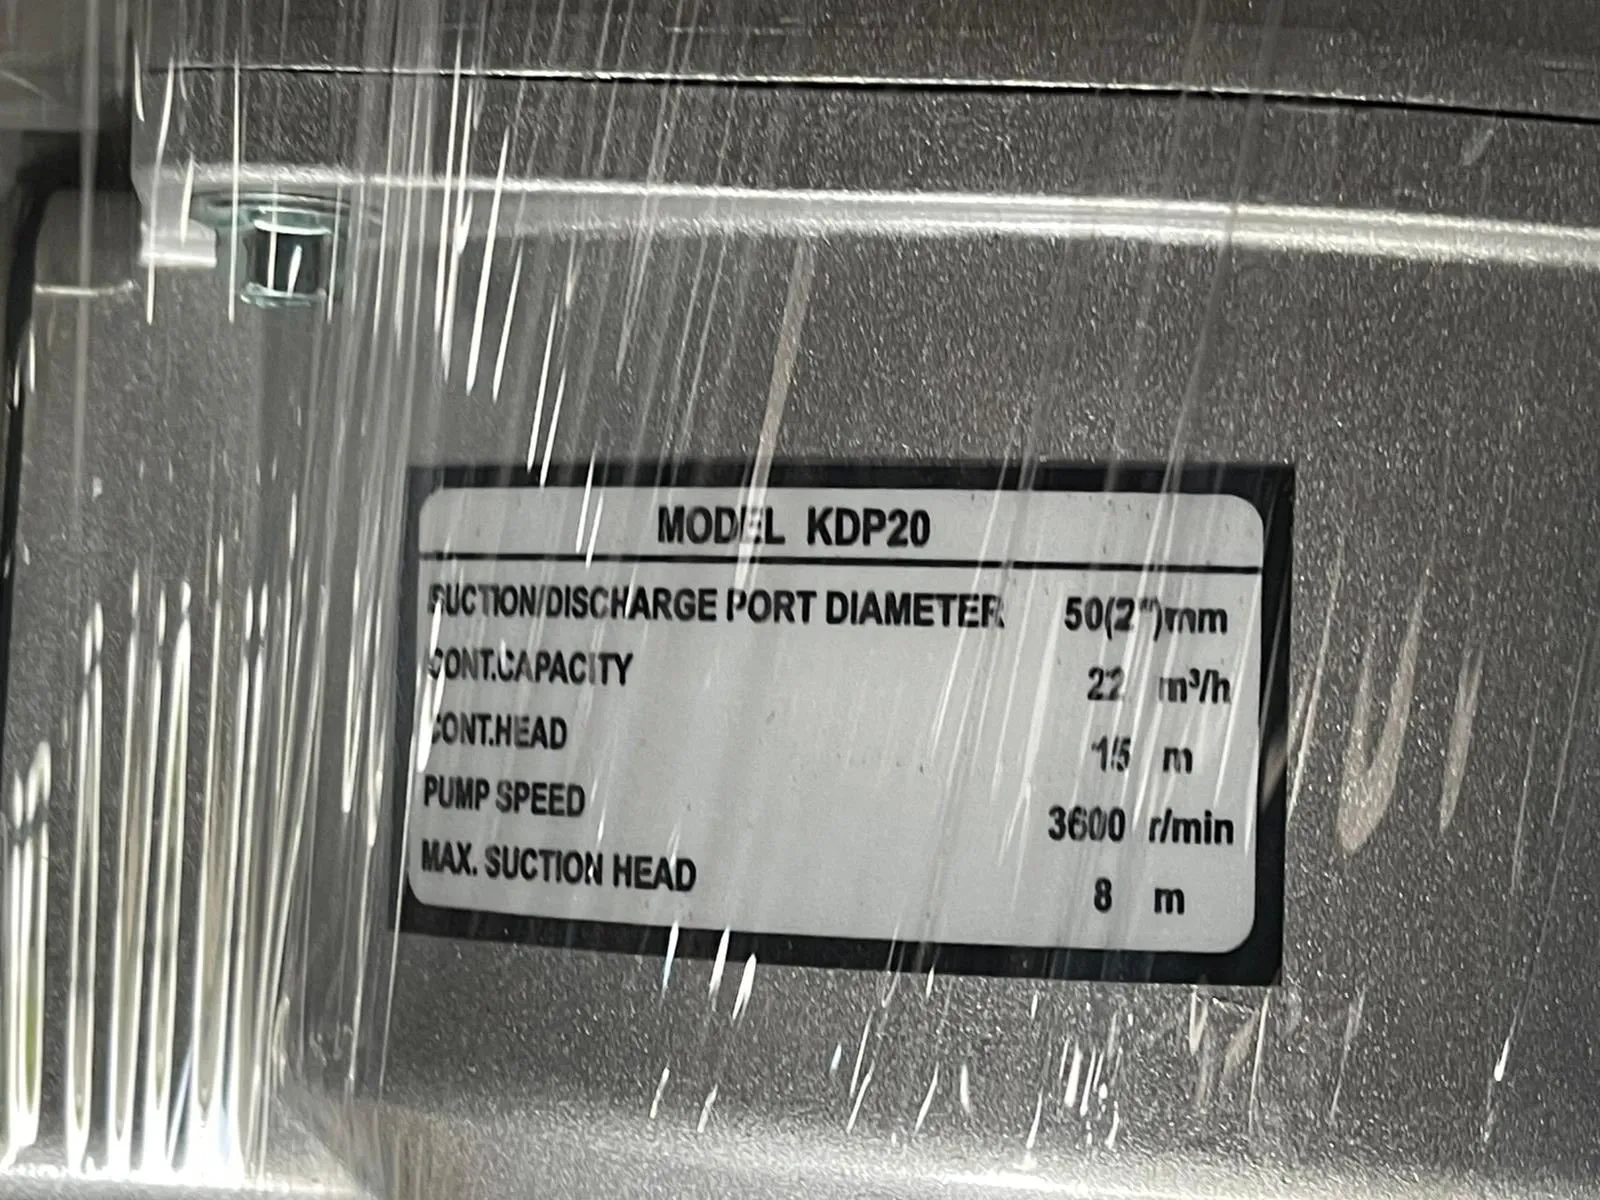 MODEL KDP20
SUCTION/DISCHARGE PORT DIAMETER 50(2")mm
CONT.CAPACITY 22 m³/h
CONT.HEAD 15 m
PUMP SPEED 3600 r/min
MAX. SUCTION HEAD 8 m